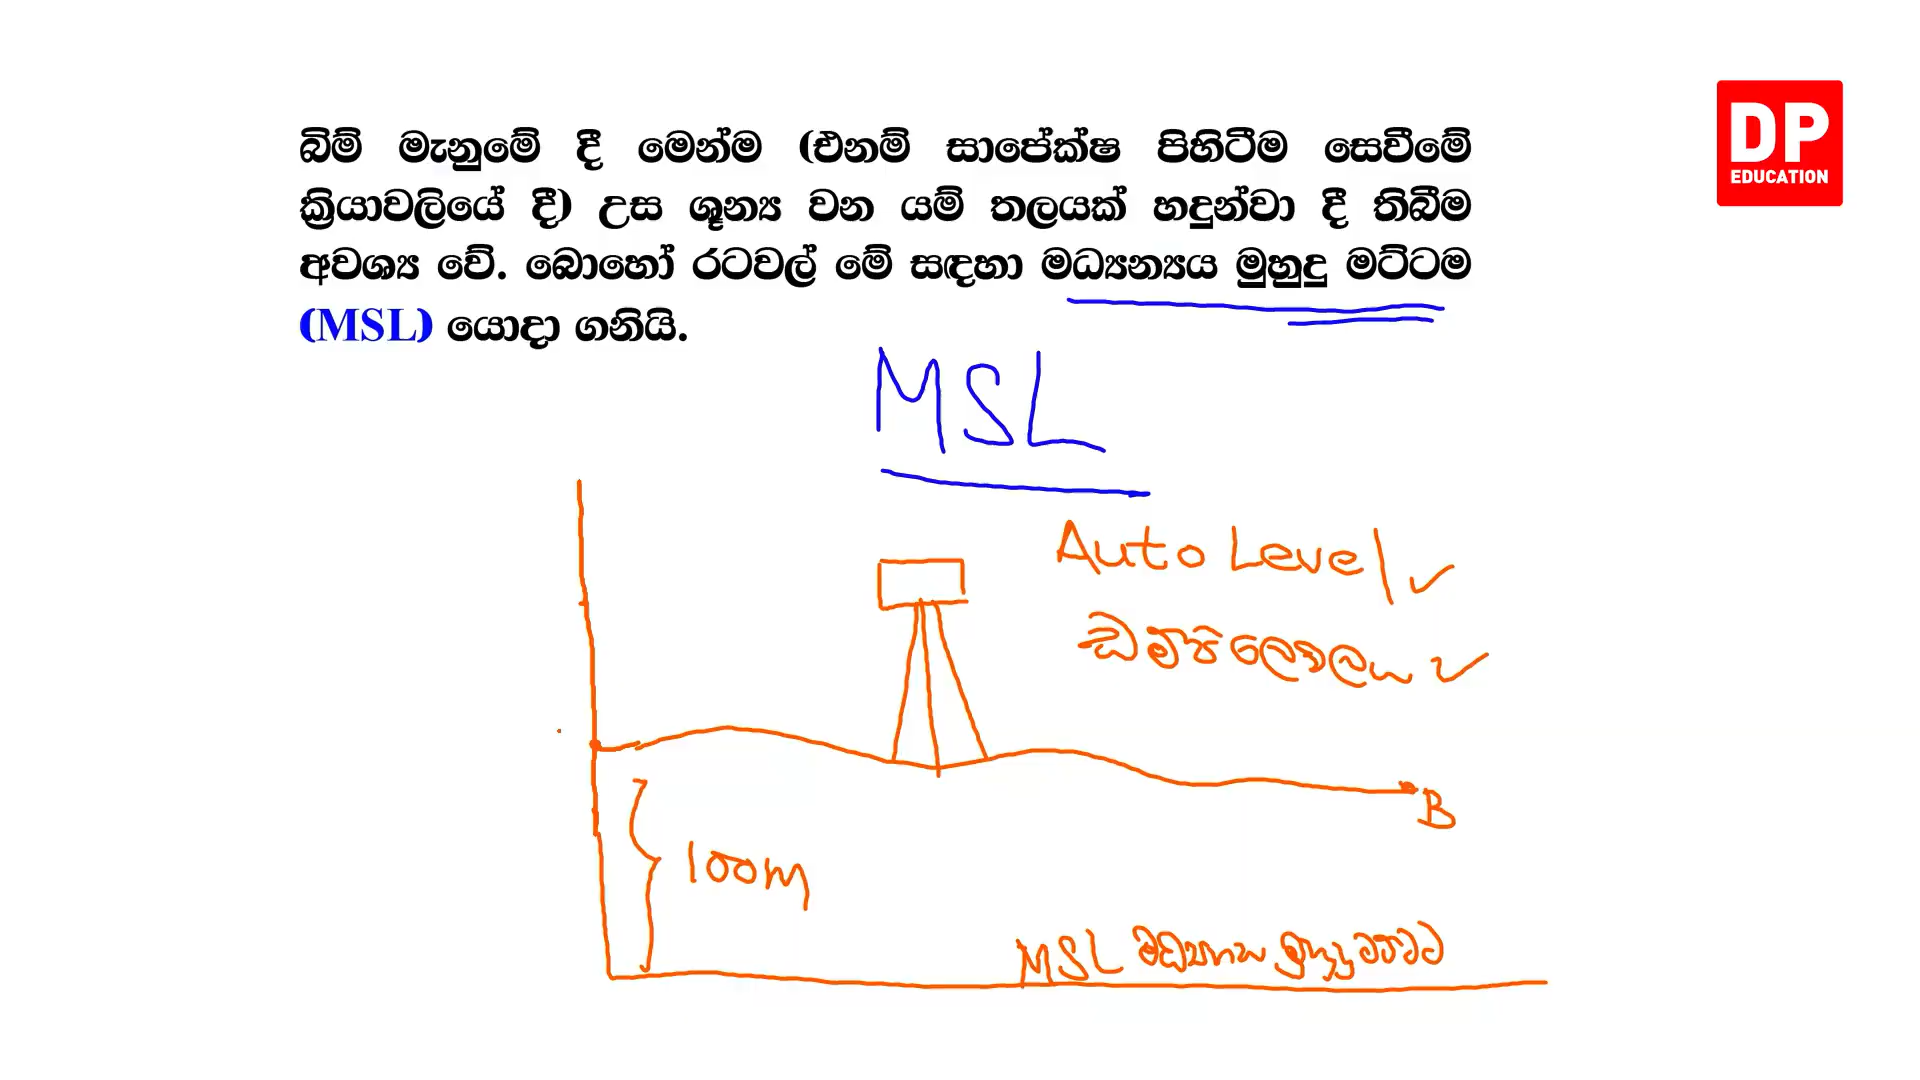 DP
EDUCATION
බිම් මැනුමේ දී මෙන්ම (එනම් සාපේක්ෂ පිහිටීම සෙවීමේ
ක්‍රියාවලියේ දී) උස ශූන්‍ය වන යම් තලයක් හදුන්වා දී තිබීම
අවශ්‍ය වේ. බොහෝ රටවල් මේ සඳහා මධ්‍යන්‍යය මුහුදු මට්ටම
(MSL) යොදා ගනියි.
MSL
Auto Level
ඩම්පිලෙවලය
B
100m
MSL මධ්‍යන්‍ය මුහුදු මට්ටම